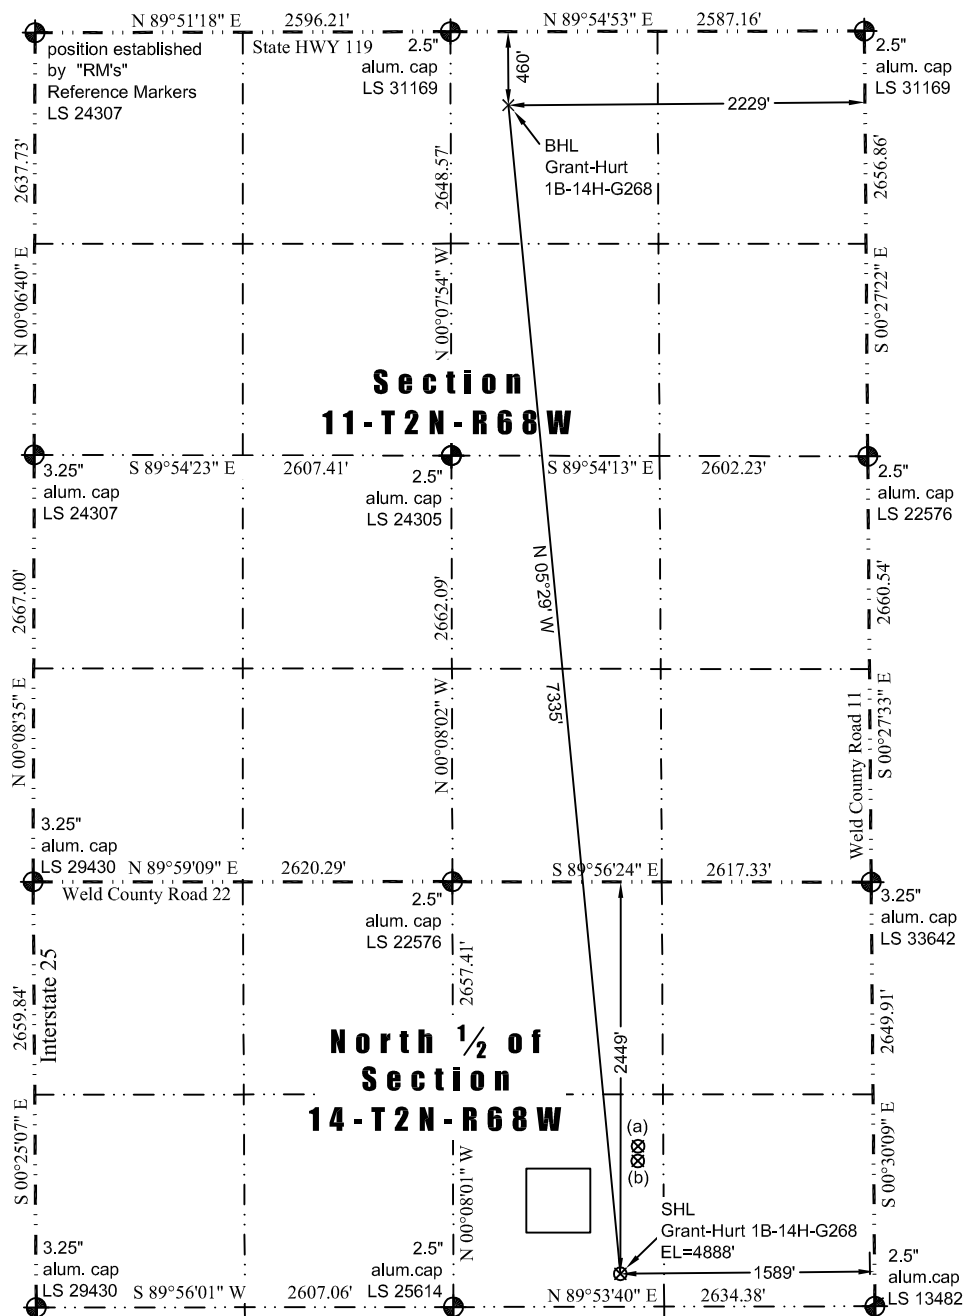 N 89°51'18" E 2596.21' N 89°54'53" E 2587.16'
State HWY 119
position established
by "RM's"
Reference Markers
LS 24307
2.5"
alum. cap
LS 31169
460'
2229'
2.5"
alum. cap
LS 31169
BHL
Grant-Hurt
1B-14H-G268
2637.73'
N 00°06'40" E
2648.57'
N 00°07'54" W
2656.86'
S 00°27'22" E
Section
11-T2N-R68W
S 89°54'23" E 2607.41' S 89°54'13" E 2602.23'
3.25"
alum. cap
LS 24307
2.5"
alum. cap
LS 24305
2.5"
alum. cap
LS 22576
N 05°29' W
7335'
2667.00'
N 00°08'35" E
2662.09'
N 00°08'02" W
2660.54'
S 00°27'33" E
Weld County Road 11
3.25"
alum. cap
LS 29430
N 89°59'09" E 2620.29' S 89°56'24" E 2617.33'
Weld County Road 22
2.5"
alum. cap
LS 22576
3.25"
alum. cap
LS 33642
2659.84'
Interstate 25
S 00°25'07" E
2657.41'
N 00°08'01" W
2449'
2649.91'
S 00°30'09" E
North ½ of
Section
14-T2N-R68W
(a)
(b)
SHL
Grant-Hurt 1B-14H-G268
EL=4888'
1589'
3.25"
alum. cap
LS 29430
2.5"
alum.cap
LS 25614
2.5"
alum.cap
LS 13482
S 89°56'01" W 2607.06' N 89°53'40" E 2634.38'